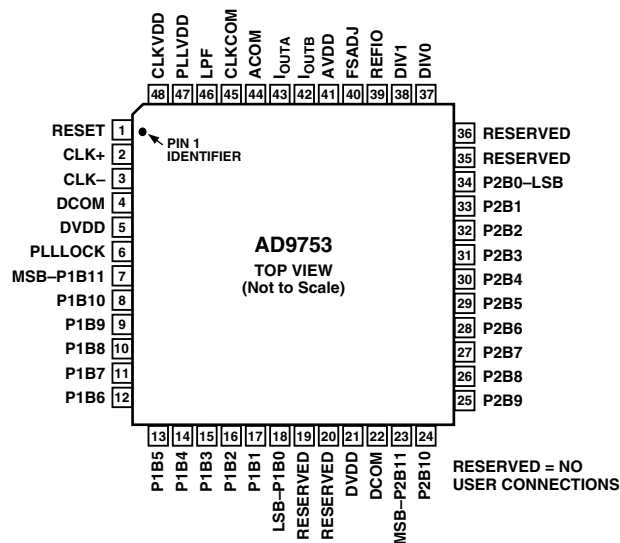 CLKVDD
PLLVDD
LPF
CLKCOM
ACOM
IOUTA
IOUTB
AVDD
FSADJ
REFIO
DIV1
DIV0
48 47 46 45 44 43 42 41 40 39 38 37
RESET 1
CLK+ 2
CLK– 3
DCOM 4
DVDD 5
PLLLOCK 6
MSB–P1B11 7
P1B10 8
P1B9 9
P1B8 10
P1B7 11
P1B6 12
PIN 1
IDENTIFIER
AD9753
TOP VIEW
(Not to Scale)
36 RESERVED
35 RESERVED
34 P2B0–LSB
33 P2B1
32 P2B2
31 P2B3
30 P2B4
29 P2B5
28 P2B6
27 P2B7
26 P2B8
25 P2B9
13 14 15 16 17 18 19 20 21 22 23 24
P1B5
P1B4
P1B3
P1B2
P1B1
LSB–P1B0
RESERVED
RESERVED
DVDD
DCOM
MSB–P2B11
P2B10
RESERVED = NO
USER CONNECTIONS